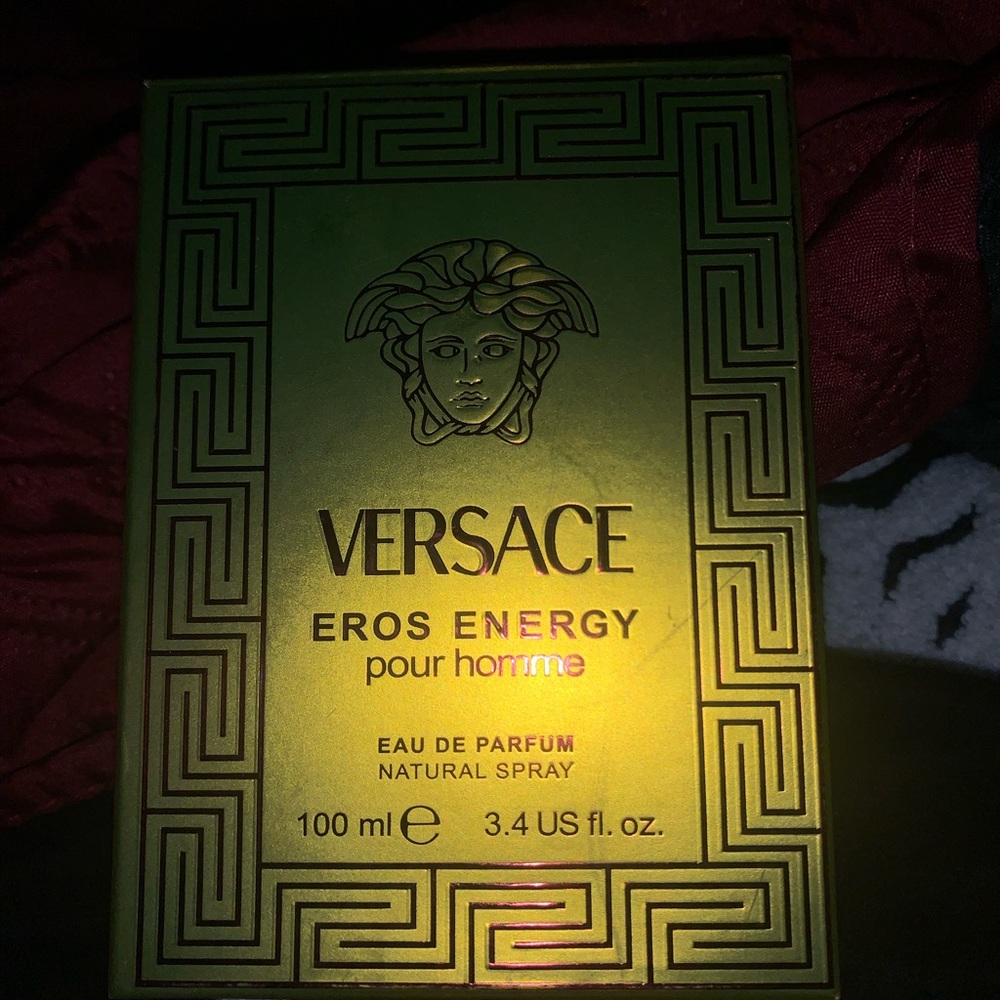 VERSACE
EROS ENERGY
pour homme
EAU DE PARFUM
NATURAL SPRAY
100 ml ℮ 3.4 US fl. oz.